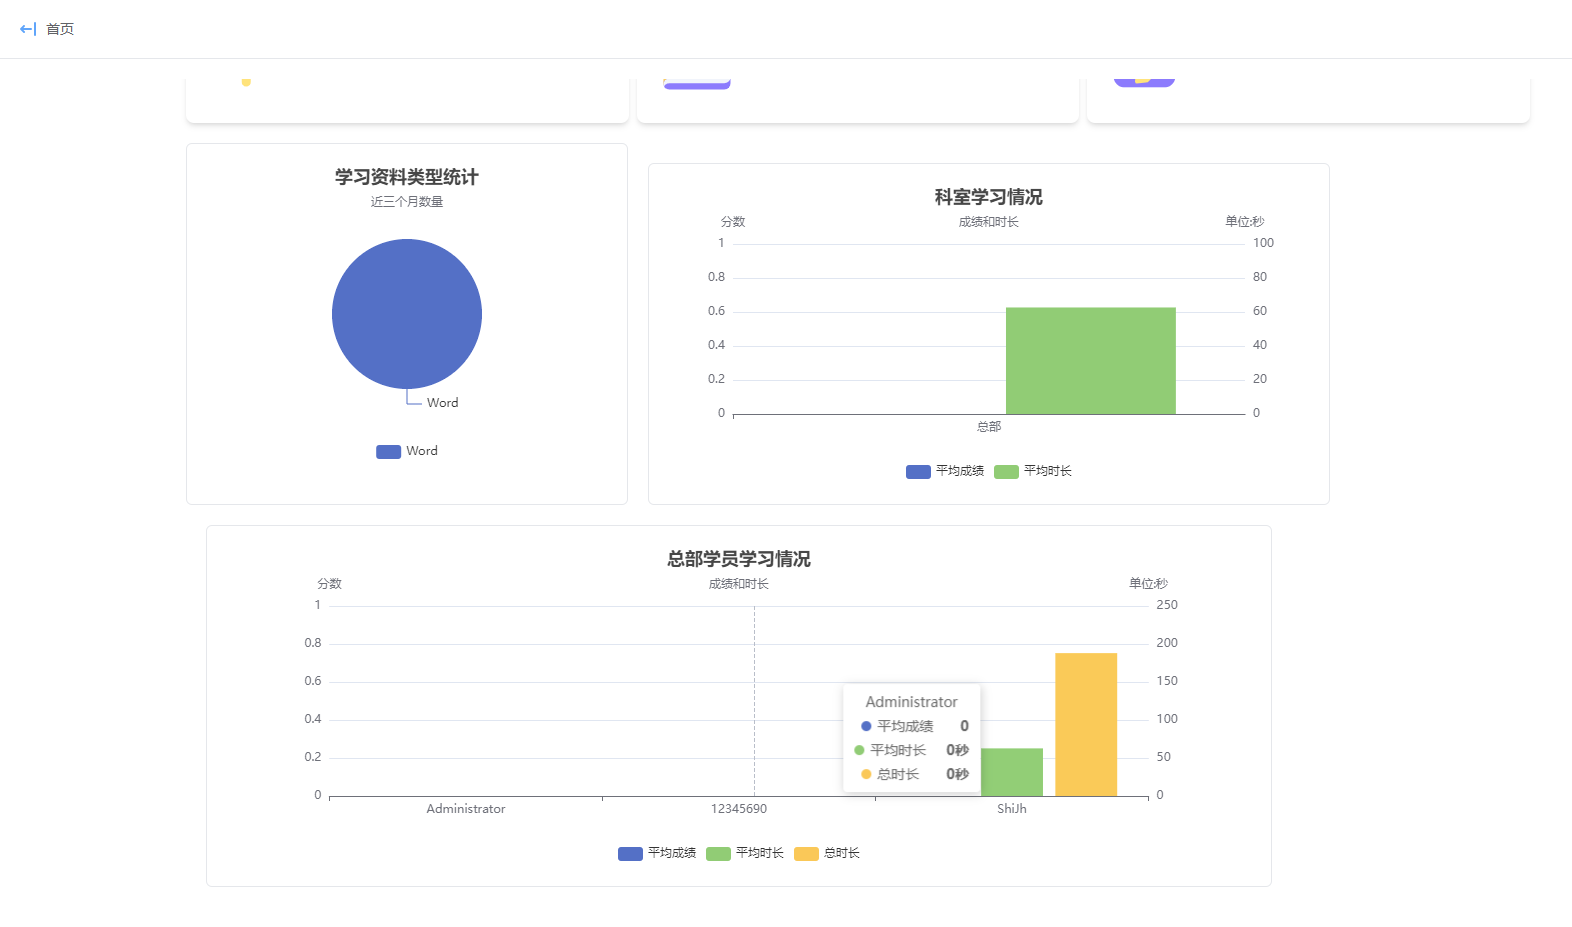 首页
学习资料类型统计
近三个月数量
Word
Word
科室学习情况
分数 成绩和时长 单位:秒
1 100
0.8 80
0.6 60
0.4 40
0.2 20
0 0
总部
平均成绩 平均时长
总部学员学习情况
分数 成绩和时长 单位:秒
1 250
0.8 200
0.6 150
0.4 100
0.2 50
0 0
Administrator
平均成绩 0
平均时长 0秒
总时长 0秒
Administrator 12345690 ShiJh
平均成绩 平均时长 总时长